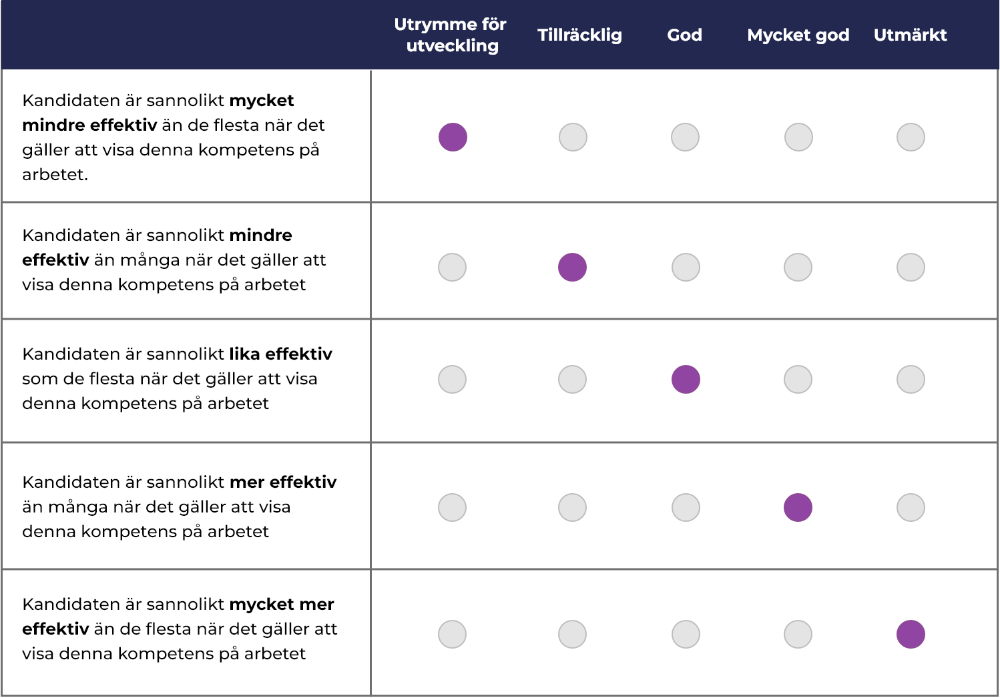 Utrymme för
utveckling
Tillräcklig
God
Mycket god
Utmärkt
Kandidaten är sannolikt mycket
mindre effektiv än de flesta när det
gäller att visa denna kompetens på
arbetet.
Kandidaten är sannolikt mindre
effektiv än många när det gäller att
visa denna kompetens på arbetet
Kandidaten är sannolikt lika effektiv
som de flesta när det gäller att visa
denna kompetens på arbetet
Kandidaten är sannolikt mer effektiv
än många när det gäller att visa
denna kompetens på arbetet
Kandidaten är sannolikt mycket mer
effektiv än de flesta när det gäller att
visa denna kompetens på arbetet